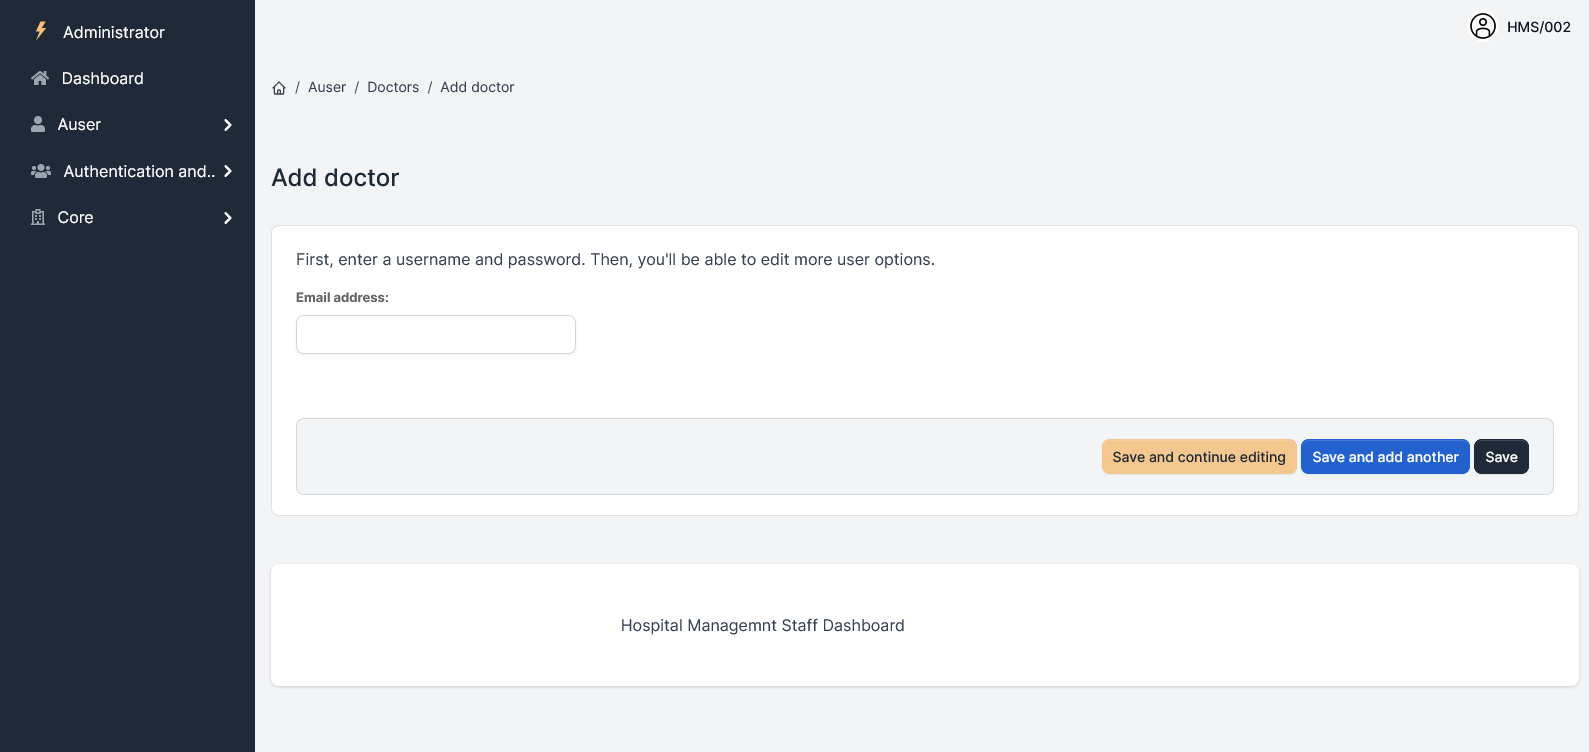 Administrator
Dashboard
Auser
Authentication and..
Core
HMS/002
/ Auser / Doctors / Add doctor
Add doctor
First, enter a username and password. Then, you'll be able to edit more user options.
Email address:
Save and continue editing
Save and add another
Save
Hospital Managemnt Staff Dashboard